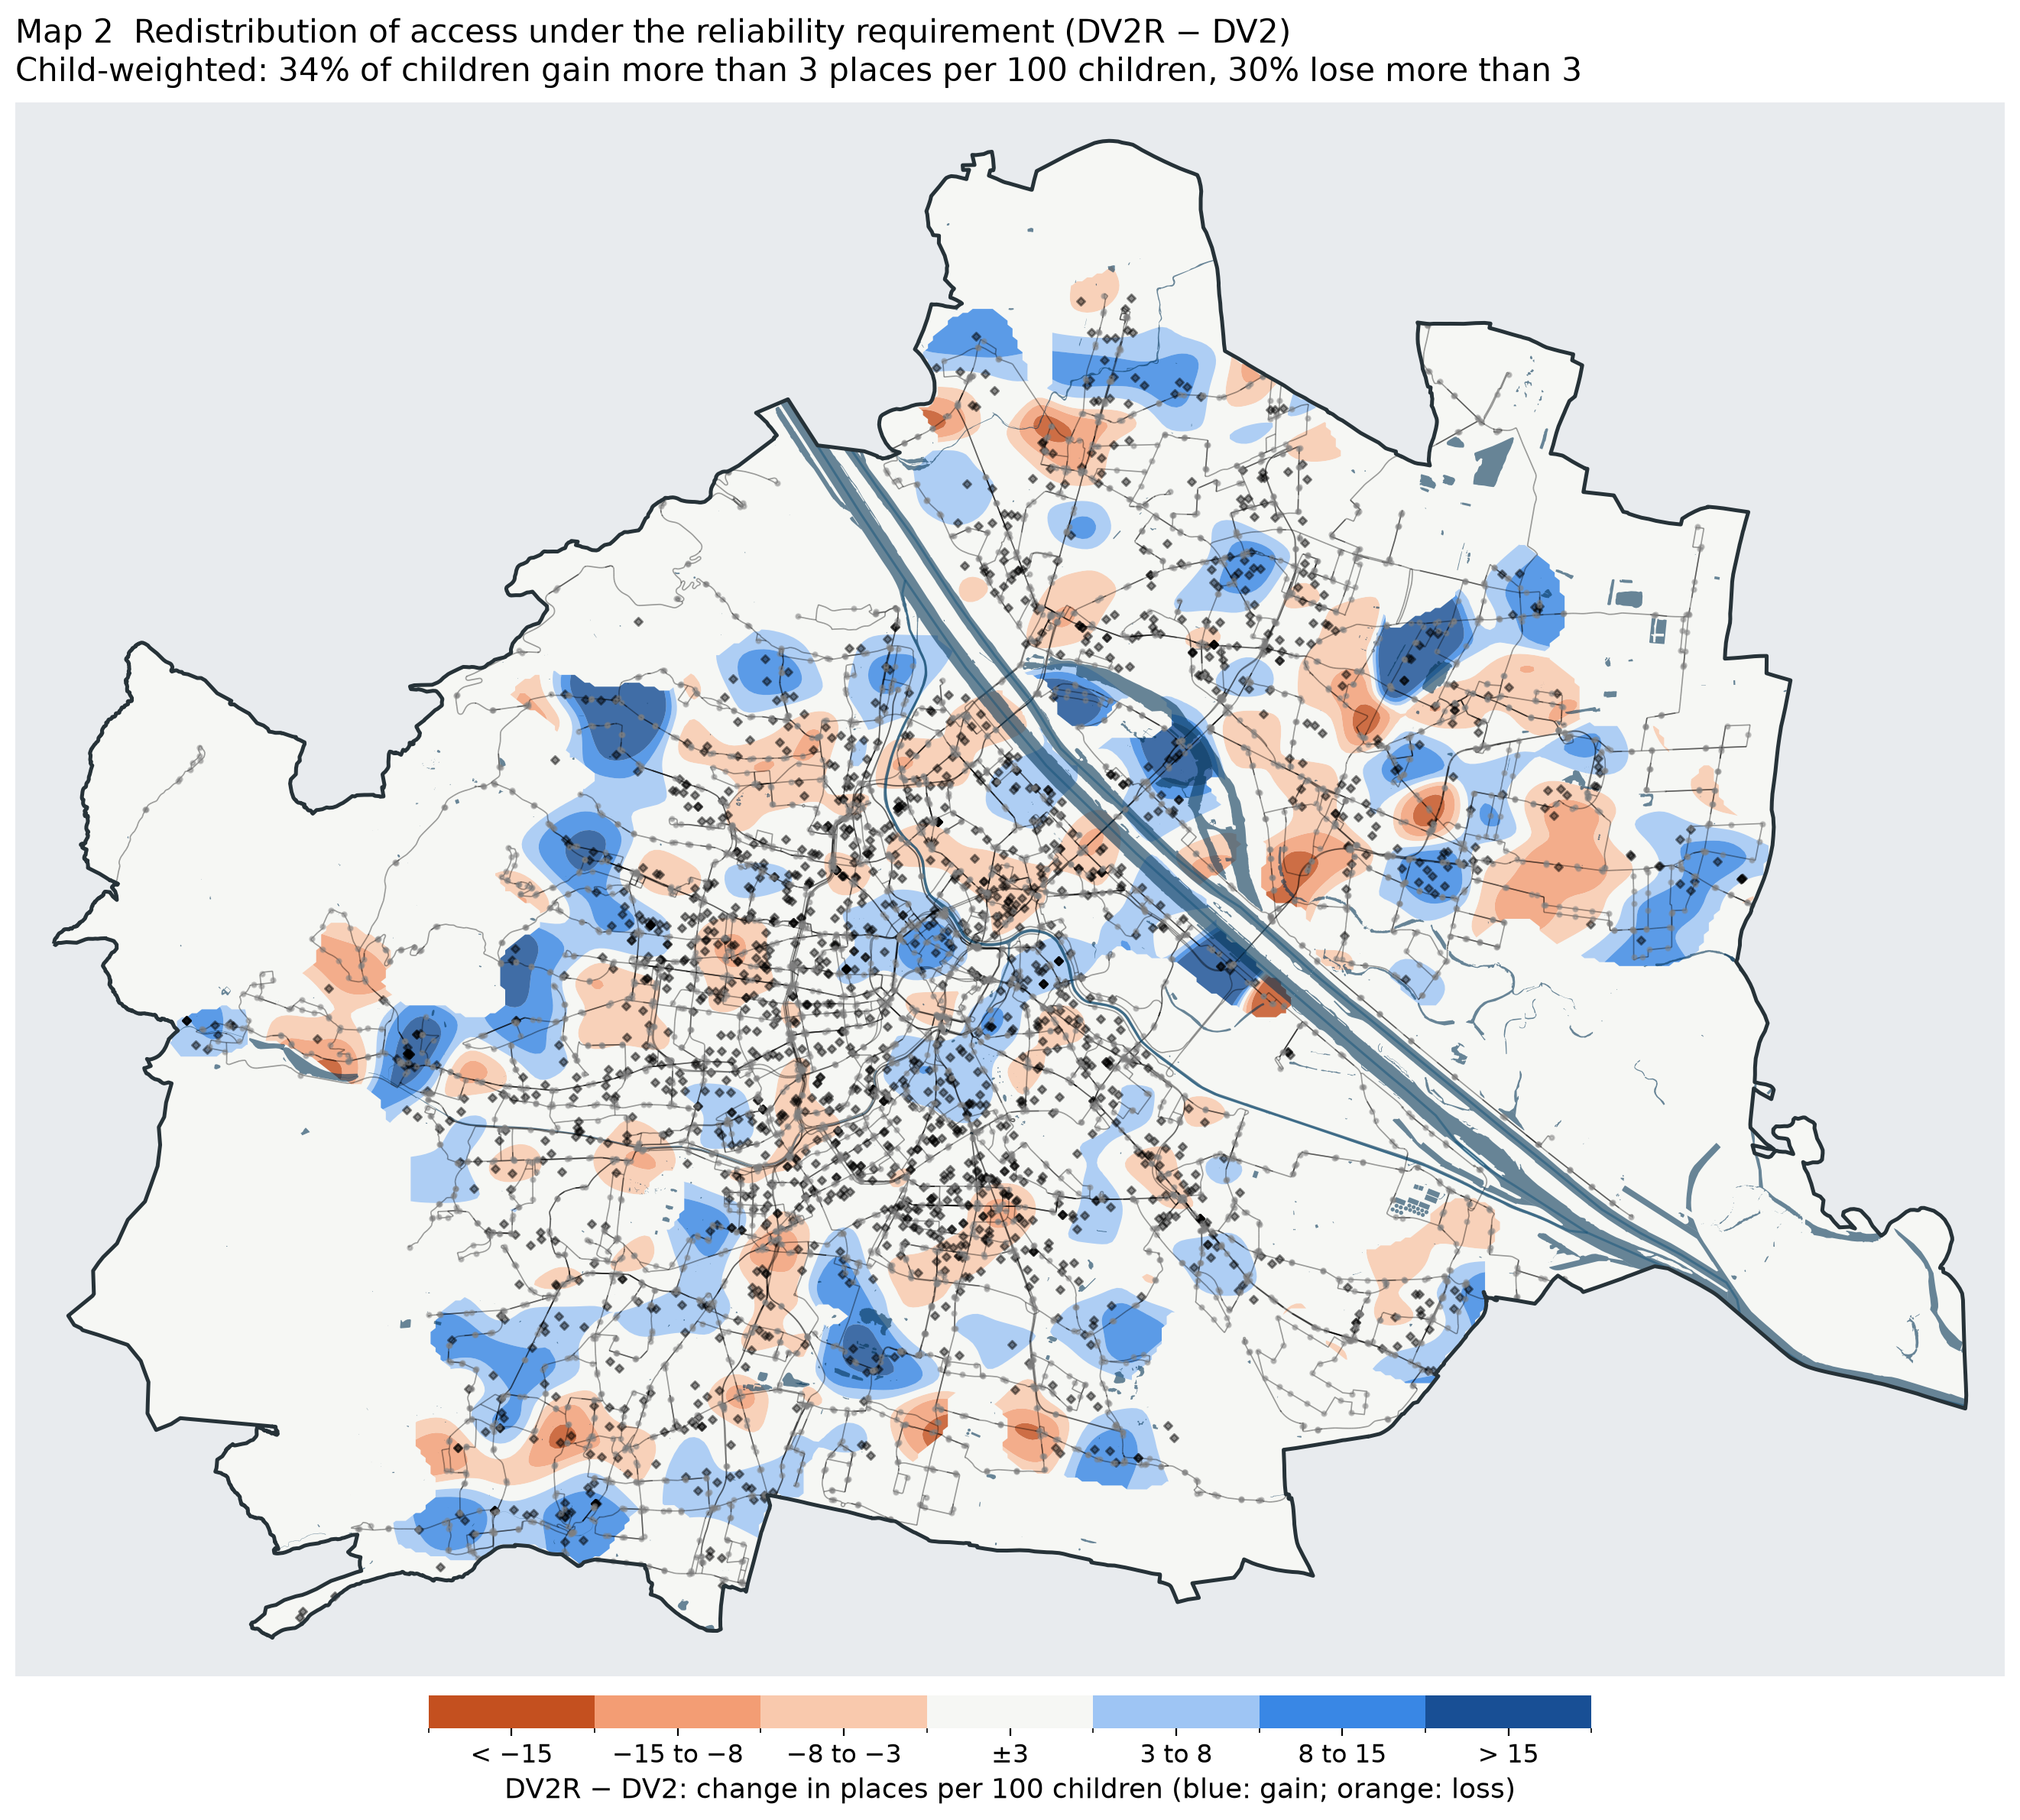 Map 2  Redistribution of access under the reliability requirement (DV2R − DV2)
Child-weighted: 34% of children gain more than 3 places per 100 children, 30% lose more than 3
< −15
−15 to −8
−8 to −3
±3
3 to 8
8 to 15
> 15
DV2R − DV2: change in places per 100 children (blue: gain; orange: loss)